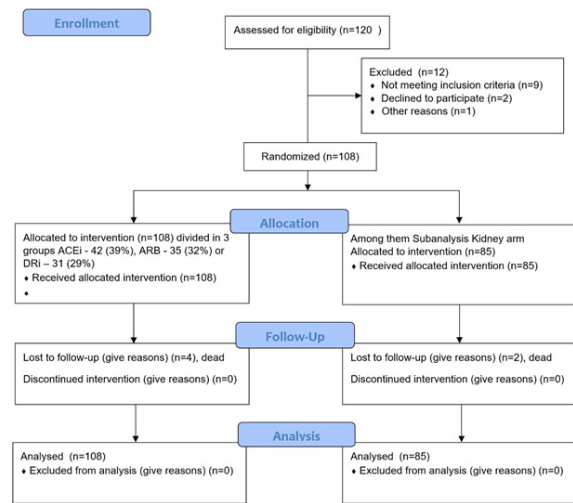 Enrollment
Assessed for eligibility (n=120)
Excluded (n=12)
♦ Not meeting inclusion criteria (n=9)
♦ Declined to participate (n=2)
♦ Other reasons (n=1)
Randomized (n=108)
Allocation
Allocated to intervention (n=108) divided in 3
groups ACEi - 42 (39%), ARB - 35 (32%) or
DRi – 31 (29%)
♦ Received allocated intervention (n=108)
♦
Among them Subanalysis Kidney arm
Allocated to intervention (n=85)
♦ Received allocated intervention (n=85)
Follow-Up
Lost to follow-up (give reasons) (n=4), dead
Discontinued intervention (give reasons) (n=0)
Lost to follow-up (give reasons) (n=2), dead
Discontinued intervention (give reasons) (n=0)
Analysis
Analysed (n=108)
♦ Excluded from analysis (give reasons) (n=0)
Analysed (n=85)
♦ Excluded from analysis (give reasons) (n=0)